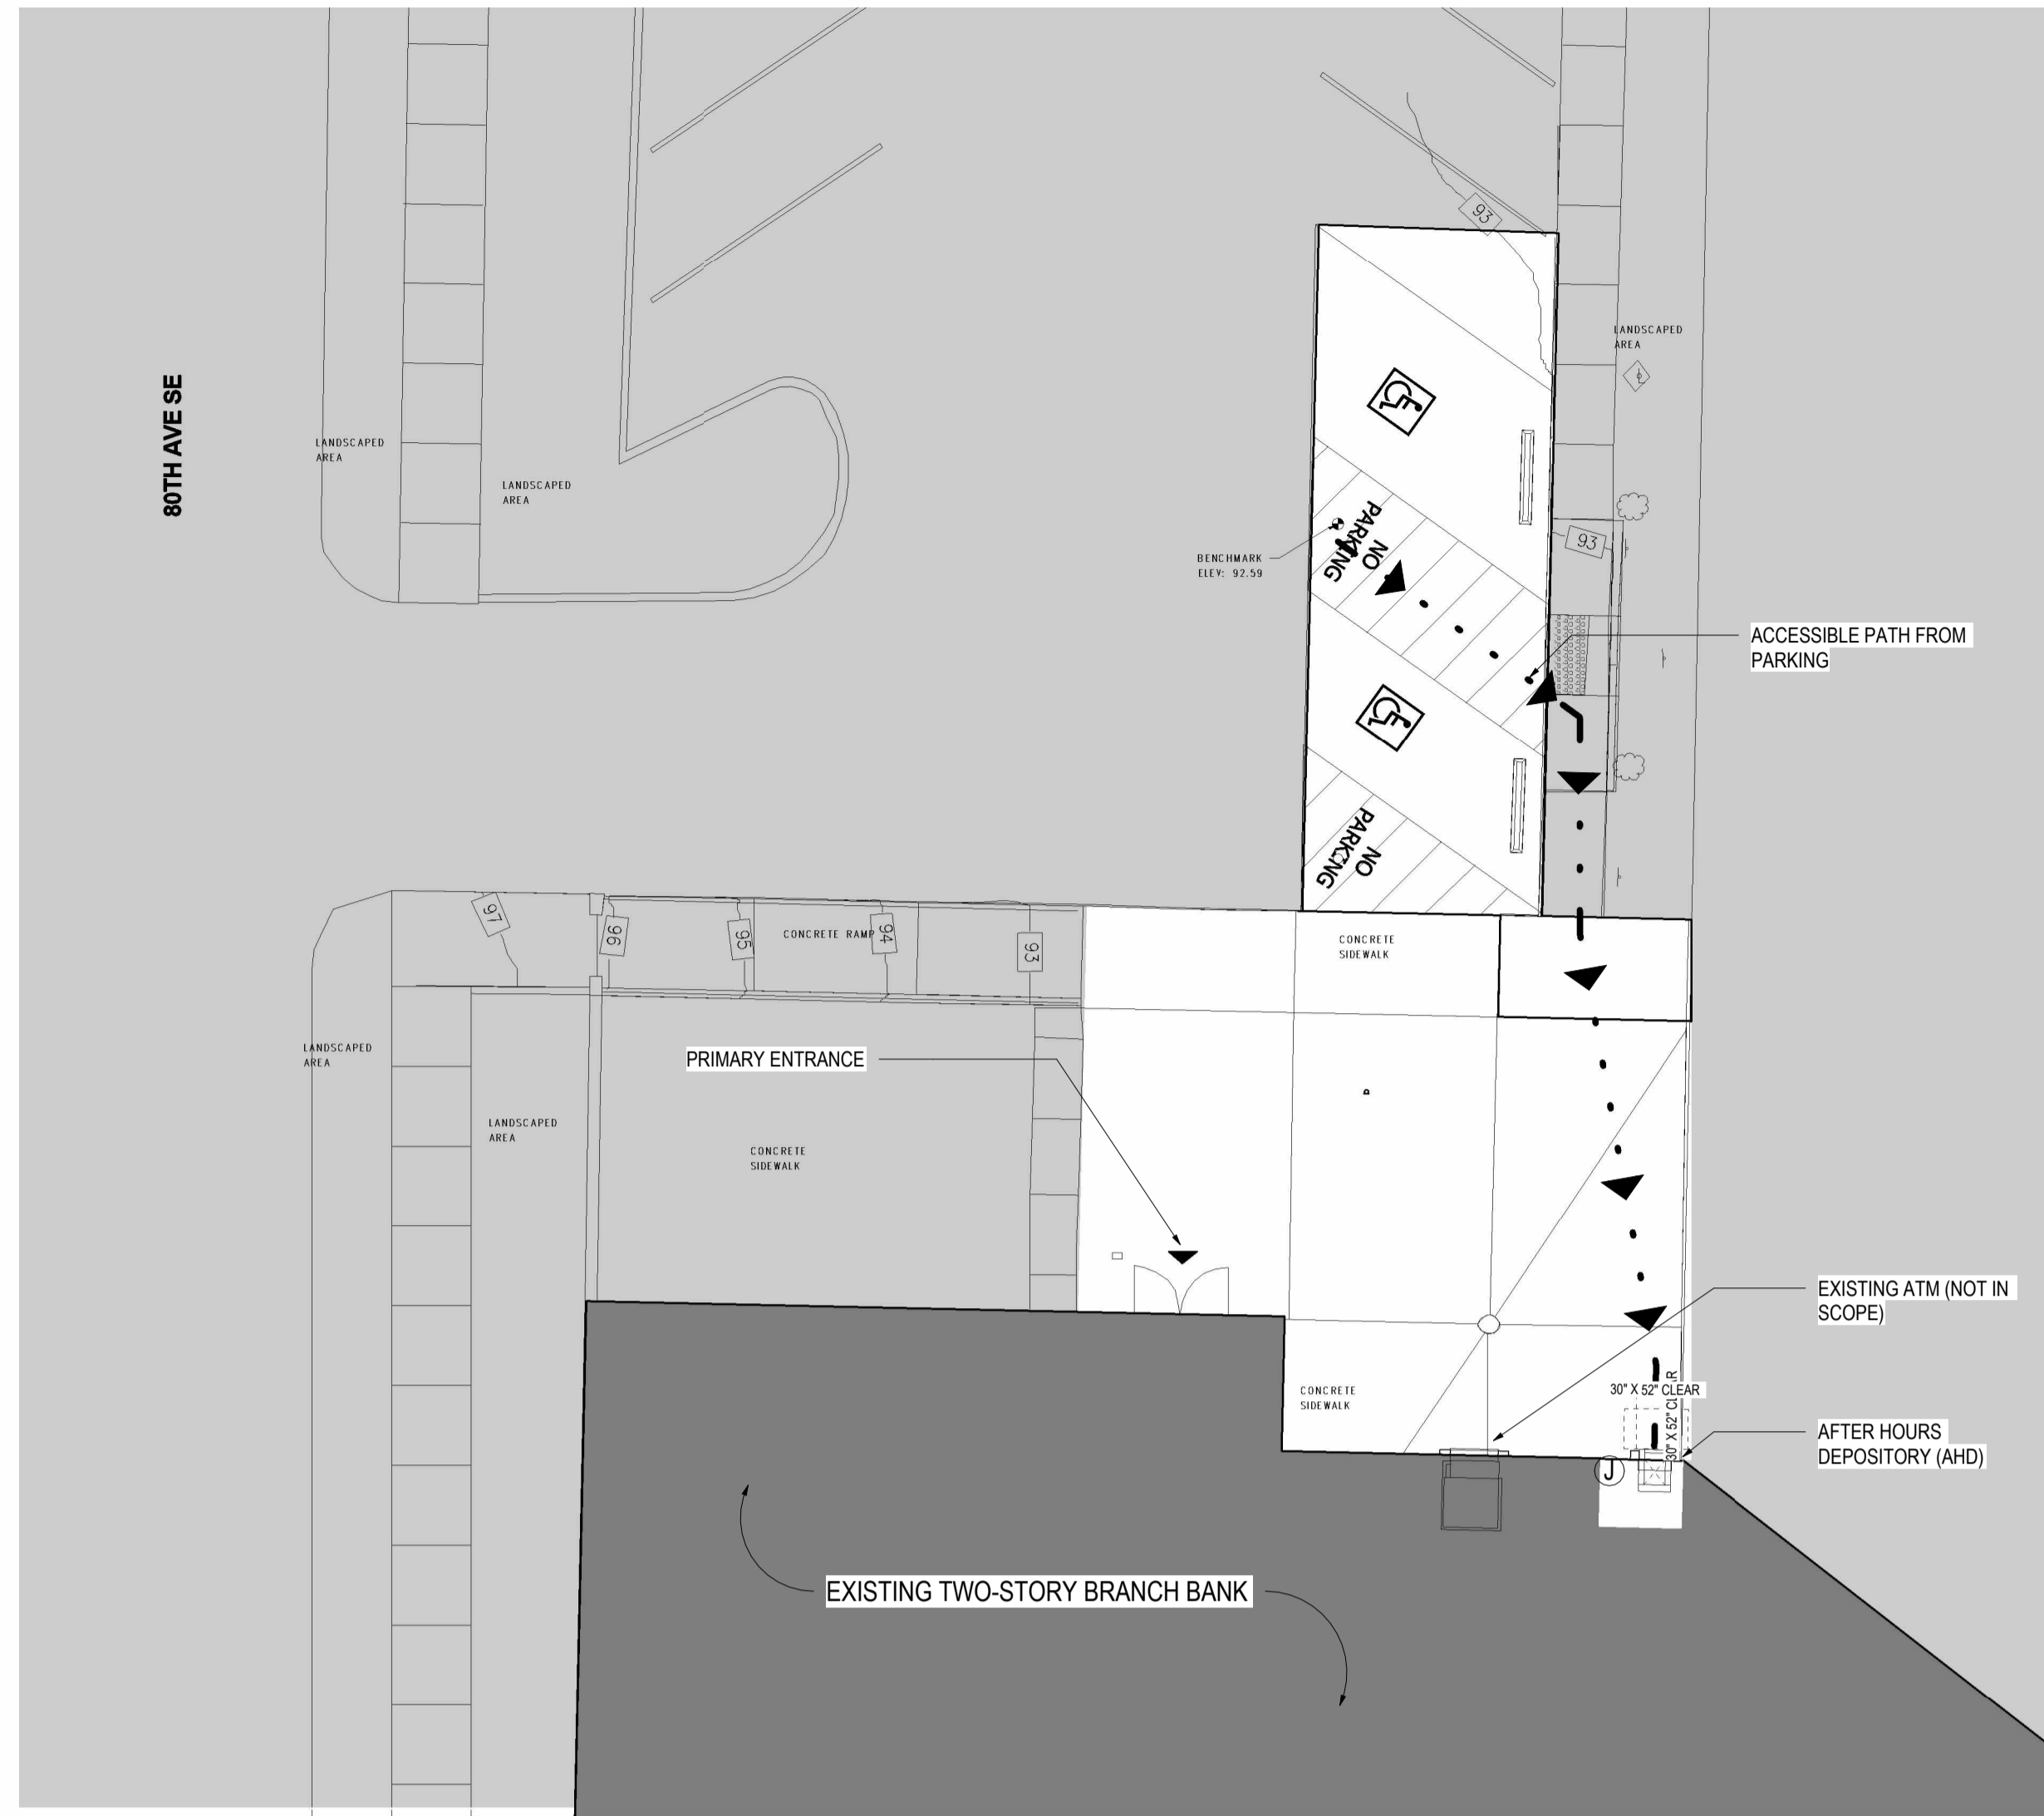 80TH AVE SE
93
LANDSCAPED
AREA
LANDSCAPED
AREA
LANDSCAPED
AREA
NO
PARKING
93
BENCHMARK
ELEV: 92.59
ACCESSIBLE PATH FROM
PARKING
NO
PARKING
97
96
95
CONCRETE RAMP
94
93
CONCRETE
SIDEWALK
LANDSCAPED
AREA
PRIMARY ENTRANCE
LANDSCAPED
AREA
CONCRETE
SIDEWALK
D
EXISTING ATM (NOT IN
SCOPE)
CONCRETE
SIDEWALK
30" X 52" CLEAR
30" X 52" CLEAR
AFTER HOURS
DEPOSITORY (AHD)
J
EXISTING TWO-STORY BRANCH BANK